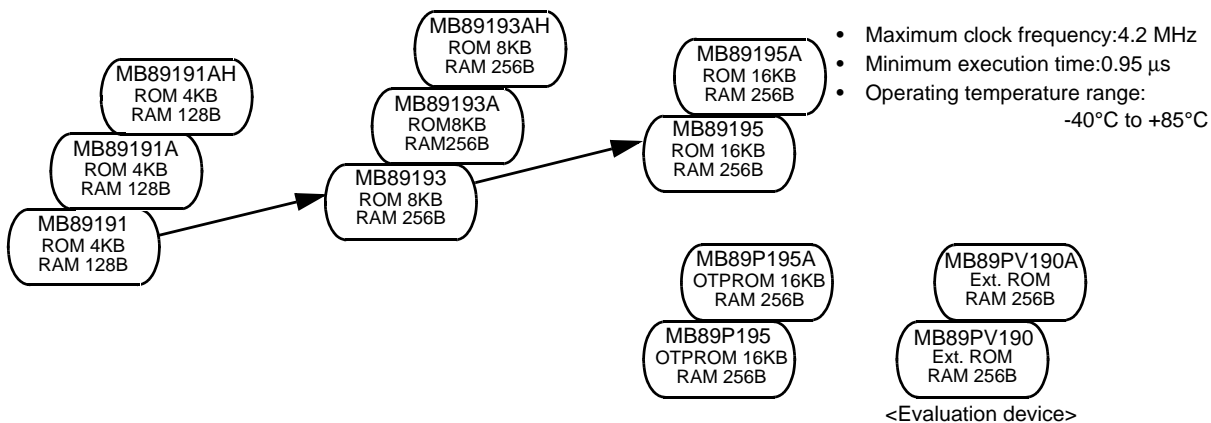 MB89191AH
ROM 4KB
RAM 128B
MB89191A
ROM 4KB
RAM 128B
MB89191
ROM 4KB
RAM 128B
MB89193AH
ROM 8KB
RAM 256B
MB89193A
ROM8KB
RAM256B
MB89193
ROM 8KB
RAM 256B
MB89195A
ROM 16KB
RAM 256B
MB89195
ROM 16KB
RAM 256B
• Maximum clock frequency:4.2 MHz
• Minimum execution time:0.95 μs
• Operating temperature range:
-40°C to +85°C
MB89P195A
OTPROM 16KB
RAM 256B
MB89P195
OTPROM 16KB
RAM 256B
MB89PV190A
Ext. ROM
RAM 256B
MB89PV190
Ext. ROM
RAM 256B
<Evaluation device>